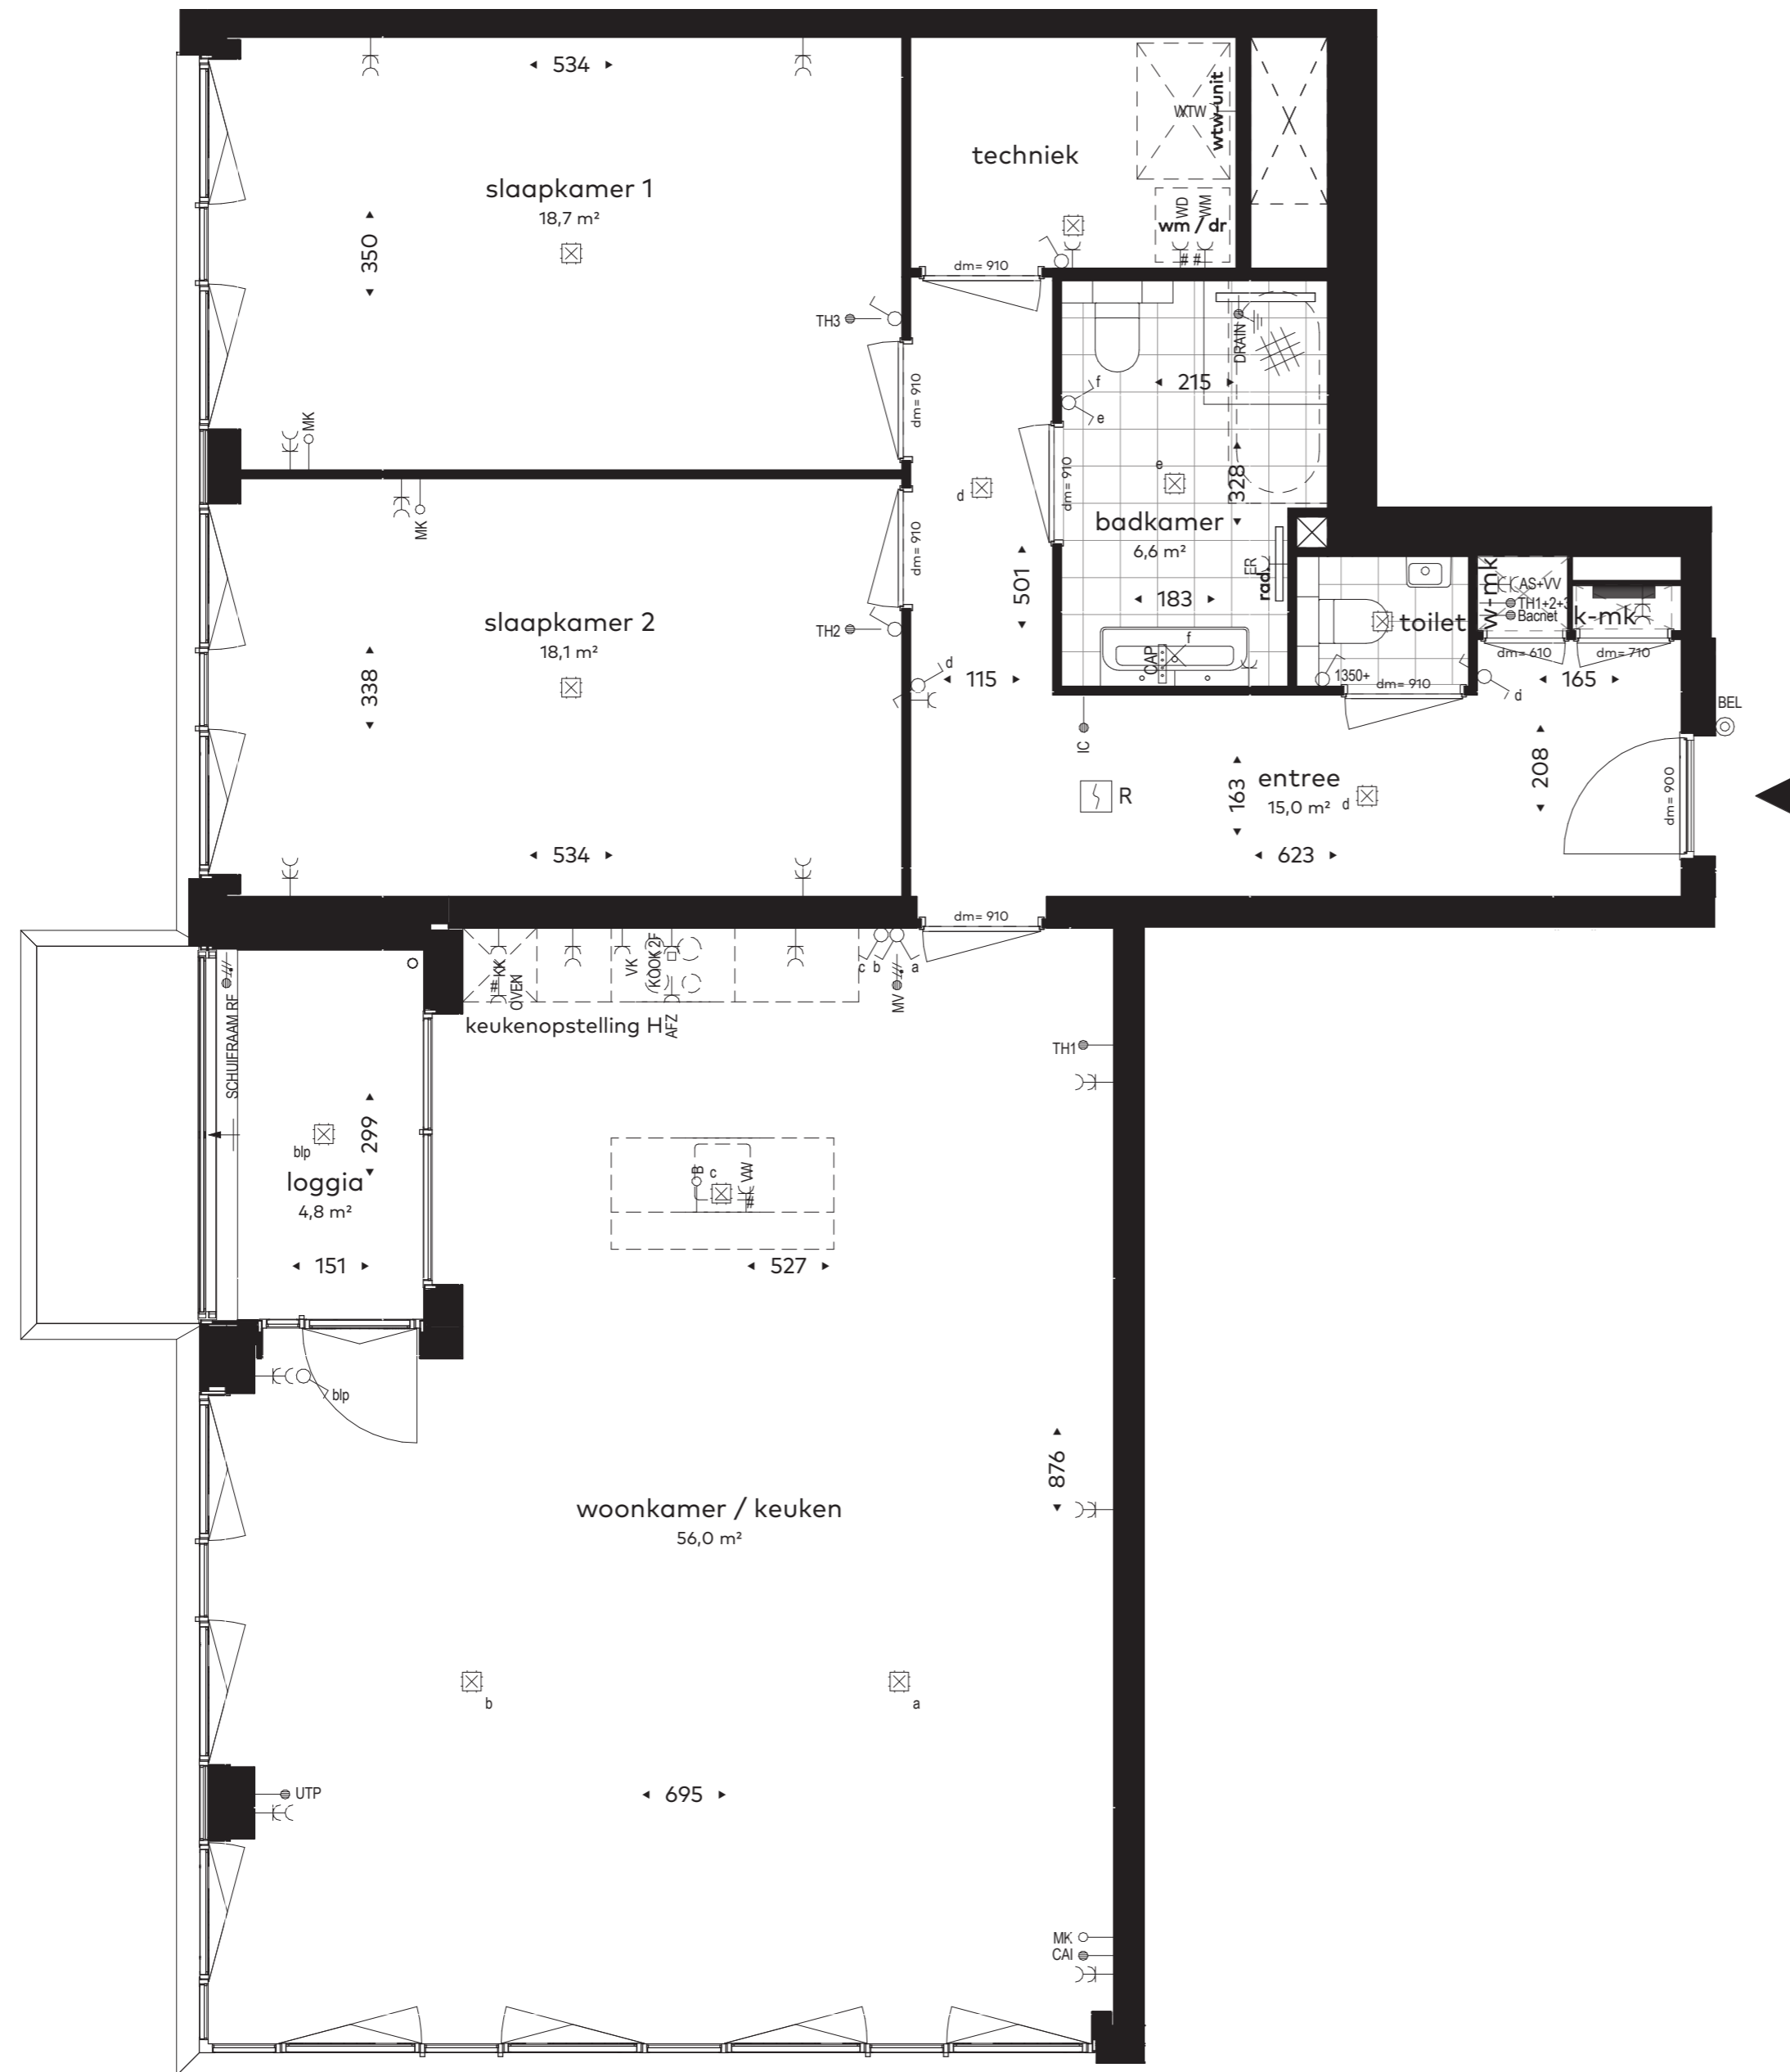 534
slaapkamer 1
18,7 m²
350
TH3
dm= 910
MK
techniek
WTW
wtw-unit
WD
WM
wm / dr
# #
dm= 910
DRAIN
215
f
e
e
dm= 910
328
badkamer
6,6 m²
ER
rad.
183
f
CAP
d
501
MK
dm= 910
slaapkamer 2
18,1 m²
338
TH2
534
d
115
toilet
1350+
dm= 910
w-mk
AS+VV
TH1+2+3
Bacnet
k-mk
dm= 610
dm= 710
165
d
BEL
IC
R
163
entree
15,0 m²
d
208
dm= 900
623
dm= 910
# KK
OVEN
VK
KOOK 2F
AFZ
c
b
a
MV
keukenopstelling H
TH1
SCHUIFRAAM RF
blp
299
loggia
4,8 m²
151
B
c
VW
#
527
blp
876
woonkamer / keuken
56,0 m²
b
a
UTP
695
MK
CAI